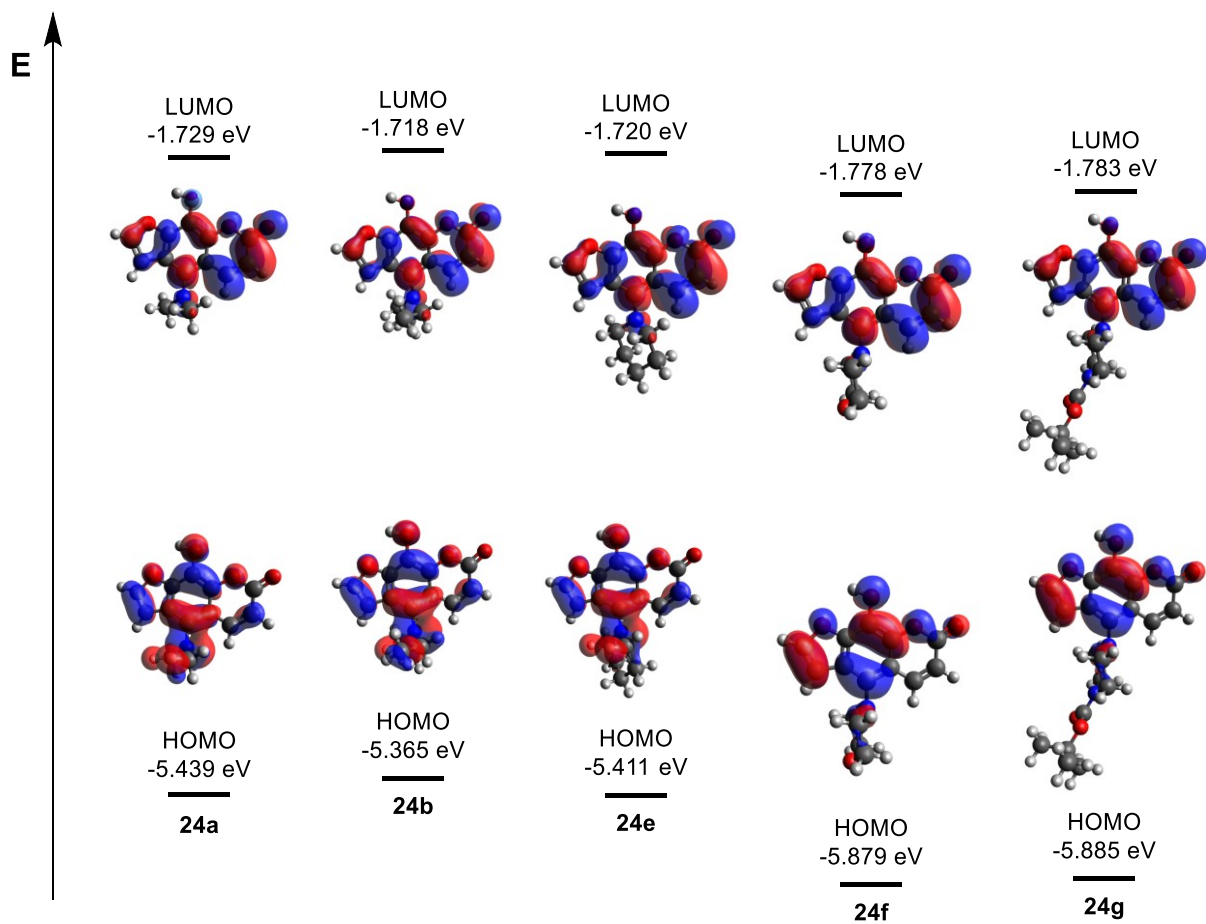 E
LUMO
-1.729 eV
LUMO
-1.718 eV
LUMO
-1.720 eV
LUMO
-1.778 eV
LUMO
-1.783 eV
HOMO
-5.439 eV
24a
HOMO
-5.365 eV
24b
HOMO
-5.411 eV
24e
HOMO
-5.879 eV
24f
HOMO
-5.885 eV
24g